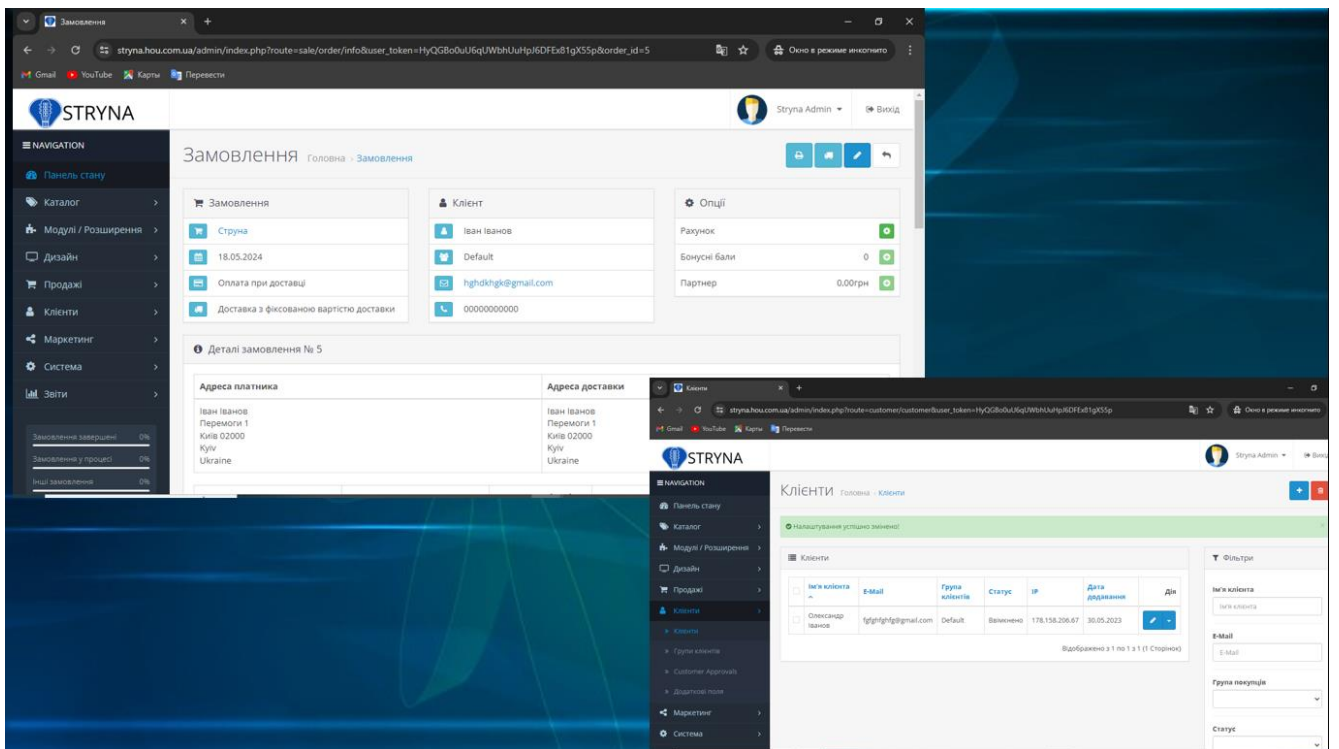 Замовлення
stryna.hou.com.ua/admin/index.php?route=sale/order/info&user_token=HyQGBo0uU6qUWbhUuHpJ6DFEx81gX55p&order_id=5
Окно в режиме инкогнито
Gmail YouTube Карты Перевести
STRYNA
Stryna Admin Вихід
NAVIGATION
Панель стану
Каталог
Модулі / Розширення
Дизайн
Продажі
Клієнти
Маркетинг
Система
Звіти
Замовлення завершені 0%
Замовлення у процесі 0%
Інші замовлення 0%
Замовлення Головна › Замовлення
Замовлення
Струна
18.05.2024
Оплата при доставці
Доставка з фіксованою вартістю доставки
Клієнт
Іван Іванов
Default
hghdkhgk@gmail.com
00000000000
Опції
Рахунок
Бонусні бали 0
Партнер 0.00грн
Деталі замовлення № 5
Адреса платника
Іван Іванов
Перемоги 1
Київ 02000
Kyiv
Ukraine
Адреса доставки
Іван Іванов
Перемоги 1
Київ 02000
Kyiv
Ukraine
Клієнти
stryna.hou.com.ua/admin/index.php?route=customer/customer&user_token=HyQGBo0uU6qUWbhUuHpJ6DFEx81gX55p
Окно в режиме инкогнито
Gmail YouTube Карты Перевести
STRYNA
Stryna Admin
NAVIGATION
Панель стану
Каталог
Модулі / Розширення
Дизайн
Продажі
Клієнти
Клієнти
Групи клієнтів
Customer Approvals
Додаткові поля
Маркетинг
Система
Клієнти Головна › Клієнти
Налаштування успішно змінено!
Клієнти
Ім'я клієнта E-Mail Група клієнтів Статус IP Дата додавання Дія
Олександр Іванов fgfghfghfg@gmail.com Default Ввімкнено 178.158.206.67 30.05.2023
Відображено з 1 по 1 з 1 (1 Сторінок)
Фільтри
Ім'я клієнта
Ім'я клієнта
E-Mail
E-Mail
Група покупців
Статус